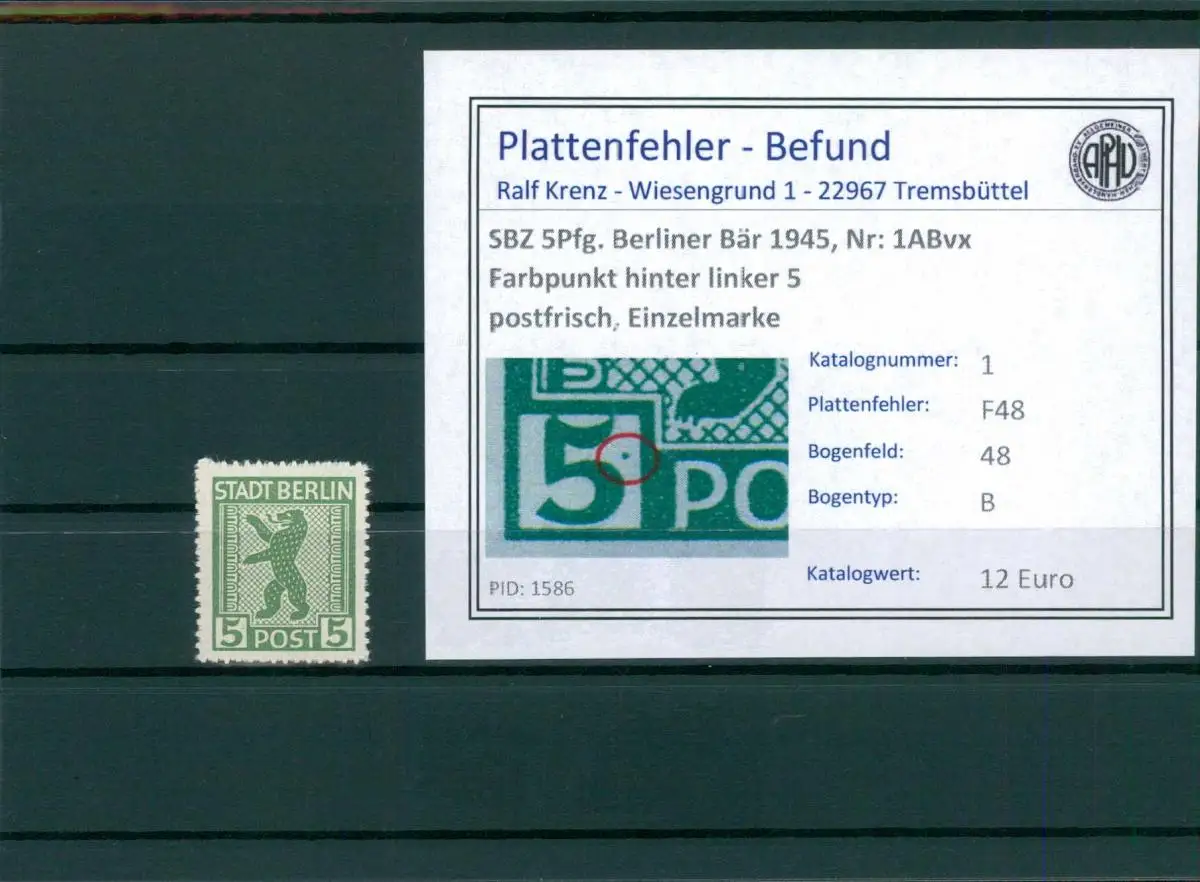 STADT BERLIN
5 POST 5
Plattenfehler - Befund
Ralf Krenz - Wiesengrund 1 - 22967 Tremsbüttel
APHV
SBZ 5Pfg. Berliner Bär 1945, Nr: 1ABvx
Farbpunkt hinter linker 5
postfrisch, Einzelmarke
5 PO
Katalognummer: 1
Plattenfehler: F48
Bogenfeld: 48
Bogentyp: B
Katalogwert: 12 Euro
PID: 1586